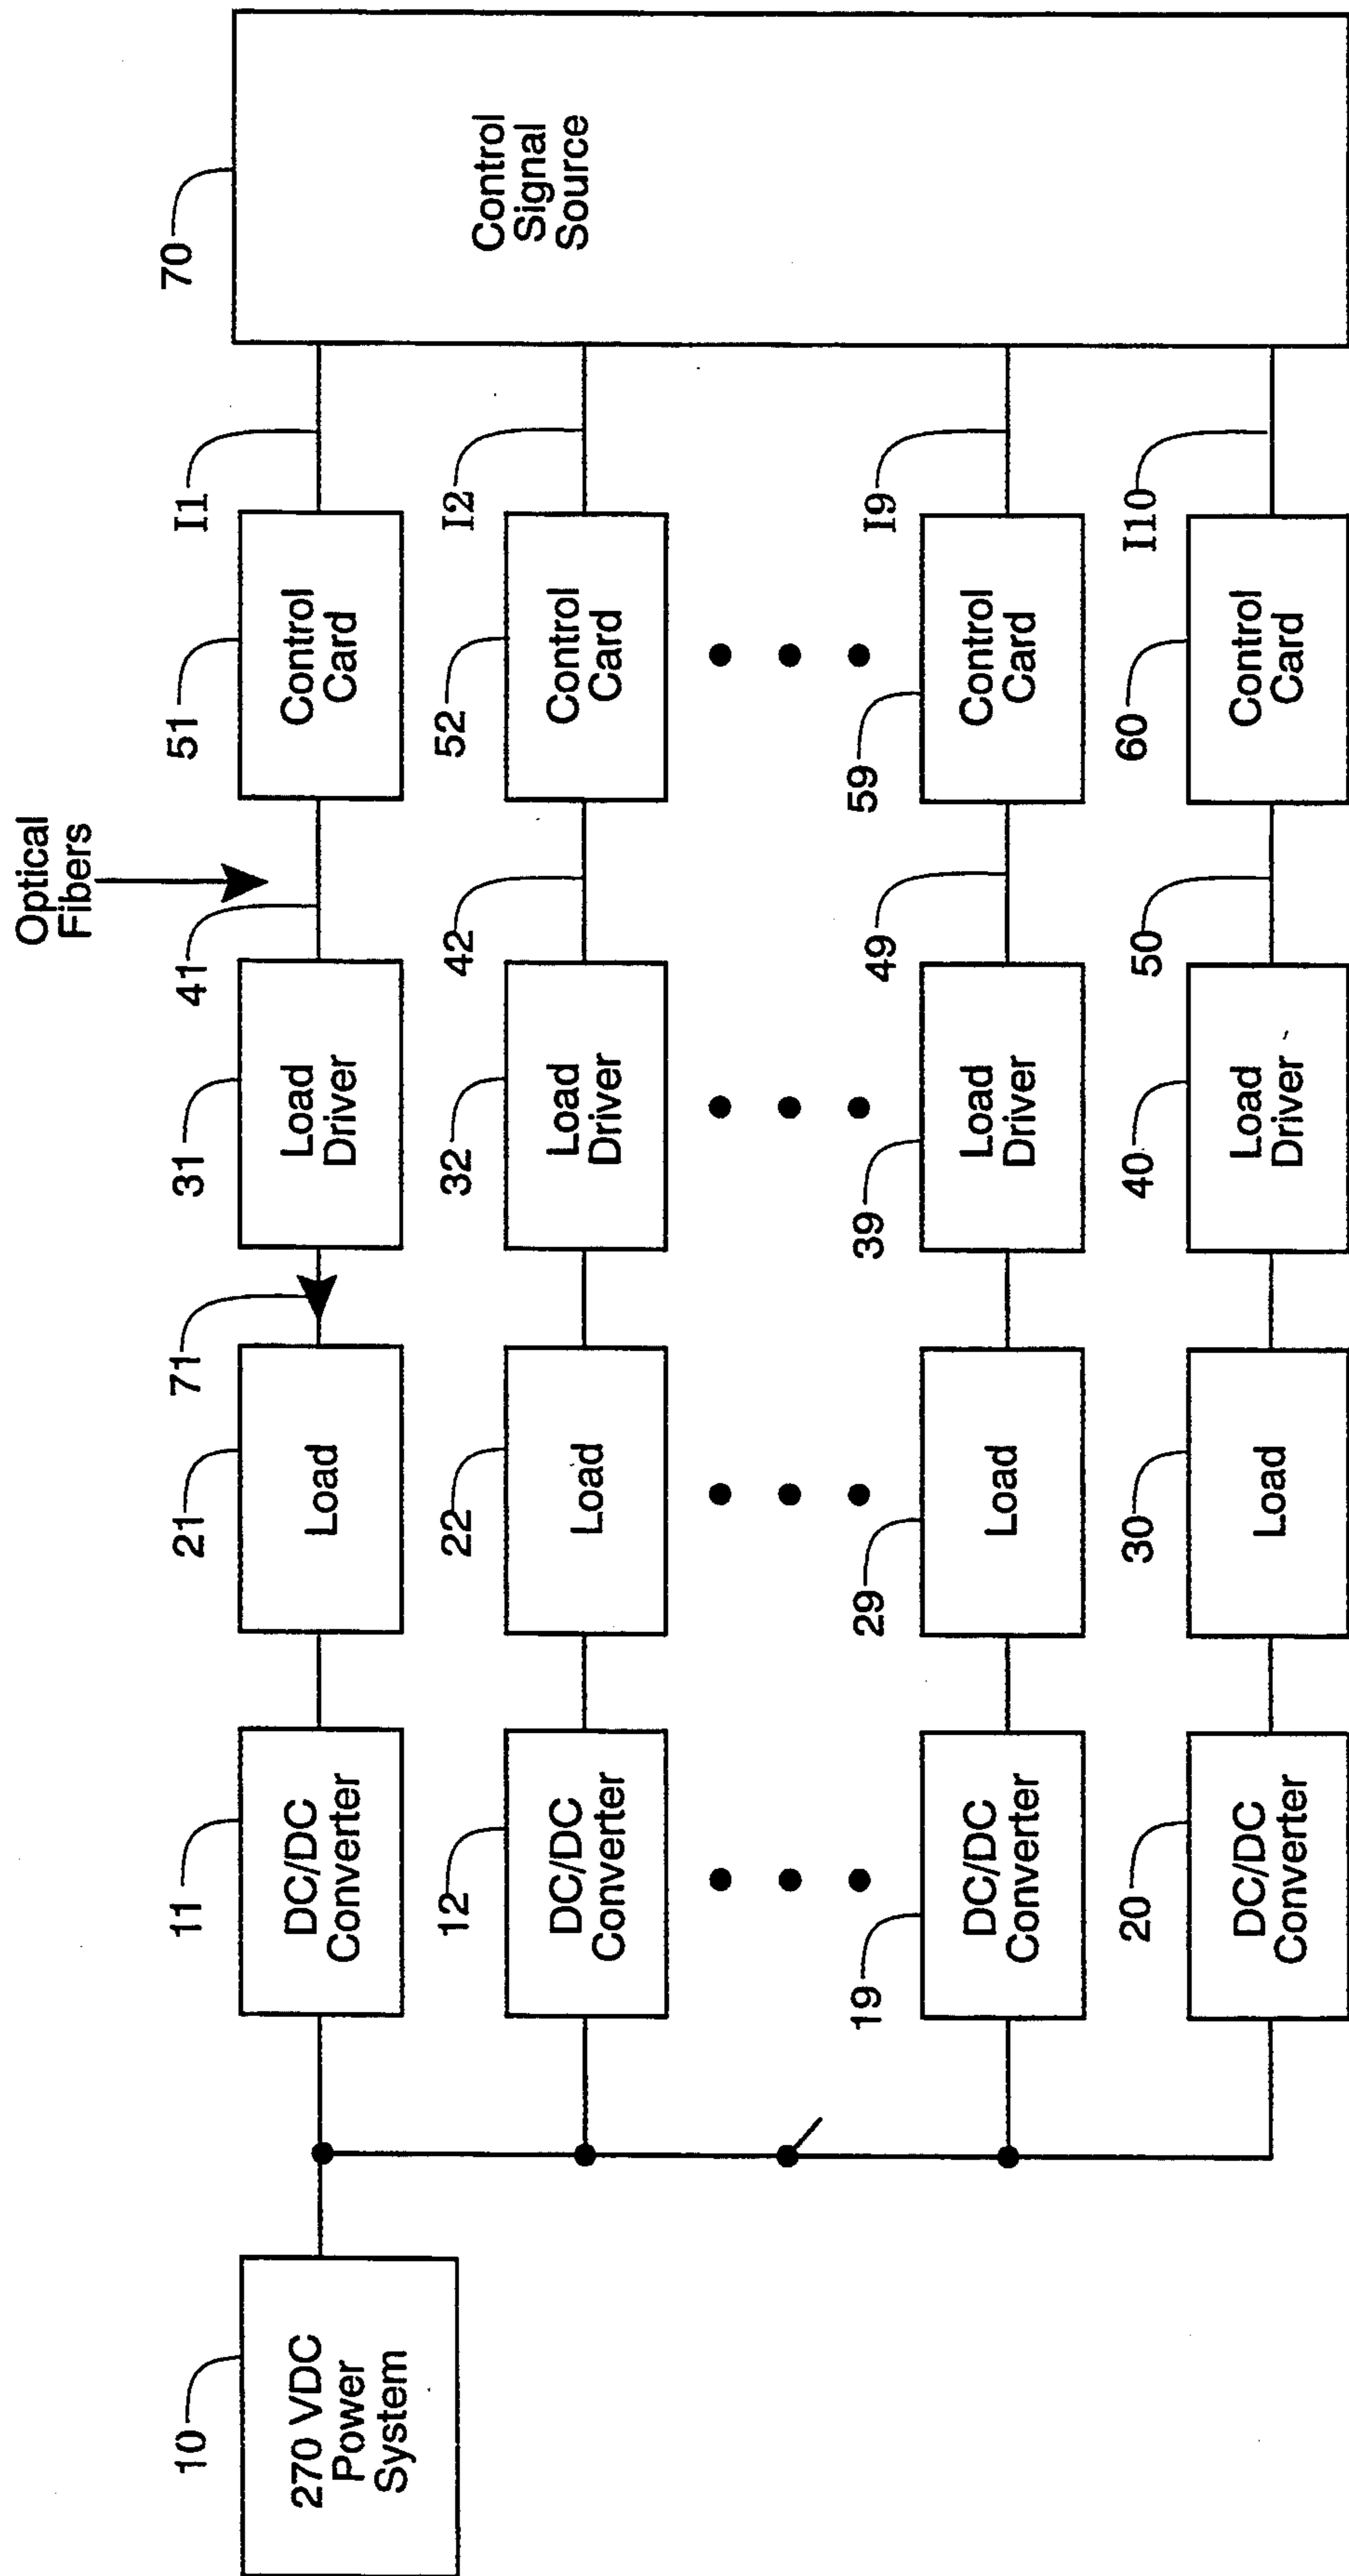 Optical
Fibers
10
270 VDC
Power
System
11
DC/DC
Converter
21
Load
71
31
Load
Driver
41
51
Control
Card
I1
70
Control
Signal
Source
12
DC/DC
Converter
22
Load
32
Load
Driver
42
52
Control
Card
I2
19
DC/DC
Converter
29
Load
39
Load
Driver
49
59
Control
Card
I9
20
DC/DC
Converter
30
Load
40
Load
Driver
50
60
Control
Card
I10